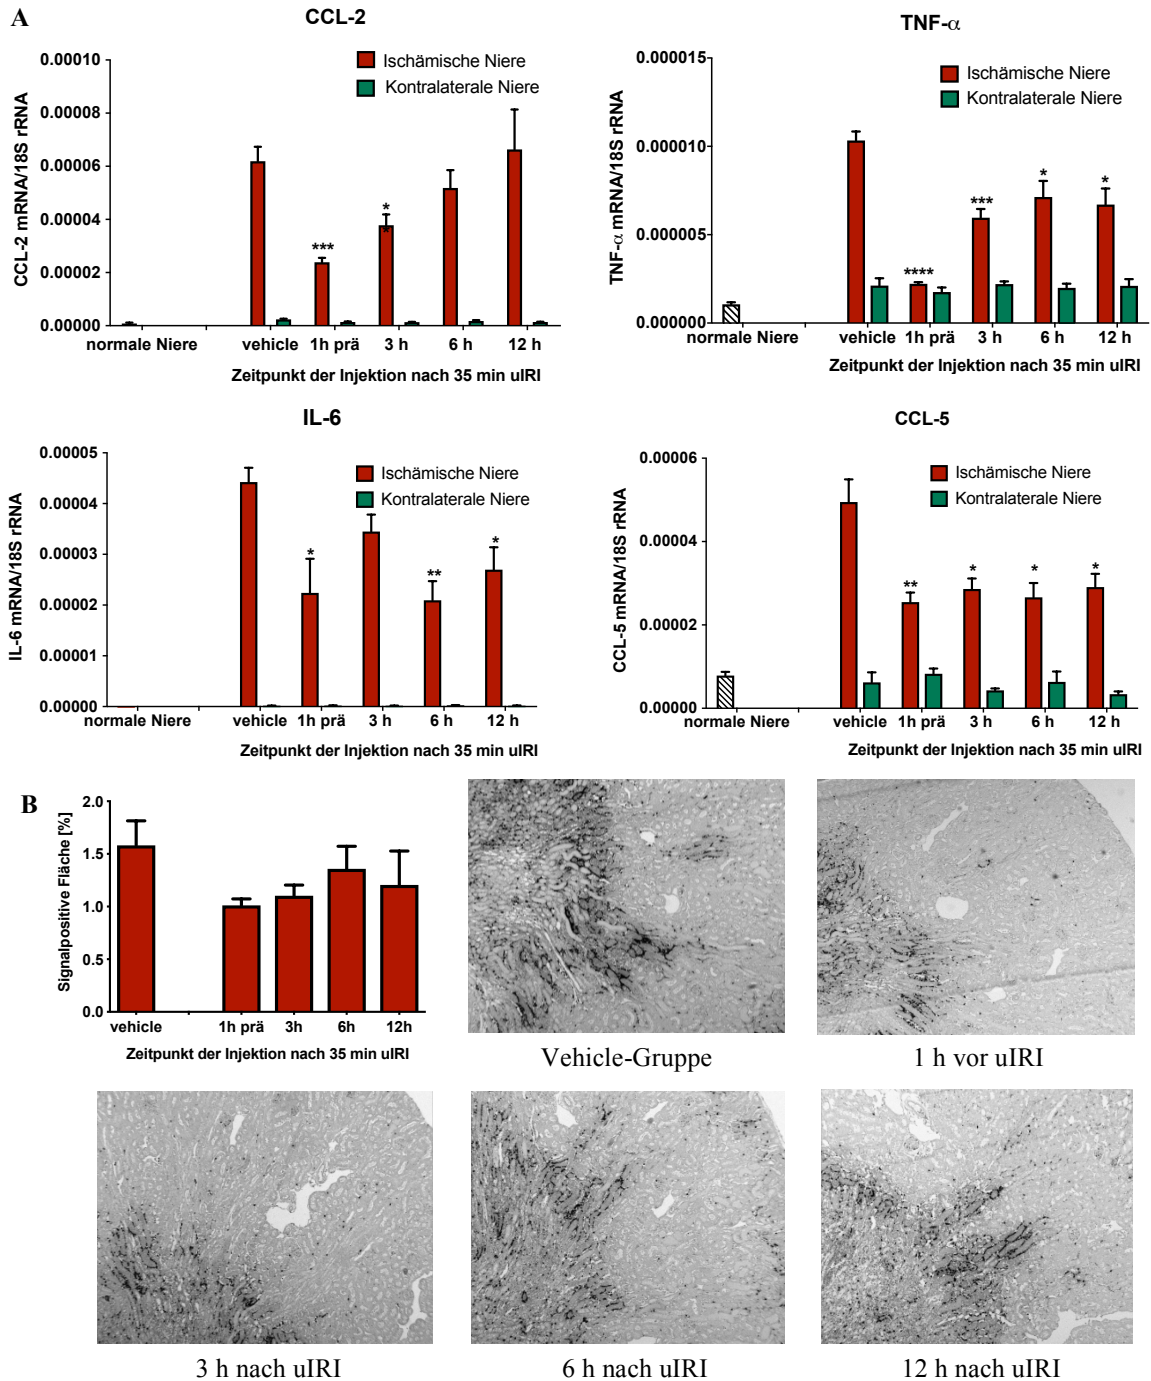 A
CCL-2
CCL-2 mRNA/18S rRNA
0.00010
0.00008
0.00006
0.00004
0.00002
0.00000
Ischämische Niere
Kontralaterale Niere
***
*
*
normale Niere vehicle 1h prä 3 h 6 h 12 h
Zeitpunkt der Injektion nach 35 min uIRI
TNF-α
TNF-α mRNA/18S rRNA
0.000015
0.000010
0.000005
0.000000
Ischämische Niere
Kontralaterale Niere
****
***
*
*
normale Niere vehicle 1h prä 3 h 6 h 12 h
Zeitpunkt der Injektion nach 35 min uIRI
IL-6
IL-6 mRNA/18S rRNA
0.00005
0.00004
0.00003
0.00002
0.00001
0.00000
Ischämische Niere
Kontralaterale Niere
*
**
*
normale Niere vehicle 1h prä 3 h 6 h 12 h
Zeitpunkt der Injektion nach 35 min uIRI
CCL-5
CCL-5 mRNA/18S rRNA
0.00006
0.00004
0.00002
0.00000
Ischämische Niere
Kontralaterale Niere
**
*
*
*
normale Niere vehicle 1h prä 3 h 6 h 12 h
Zeitpunkt der Injektion nach 35 min uIRI
B
Signalpositive Fläche [%]
2.0
1.5
1.0
0.5
0.0
vehicle 1h prä 3h 6h 12h
Zeitpunkt der Injektion nach 35 min uIRI
Vehicle-Gruppe
1 h vor uIRI
3 h nach uIRI
6 h nach uIRI
12 h nach uIRI